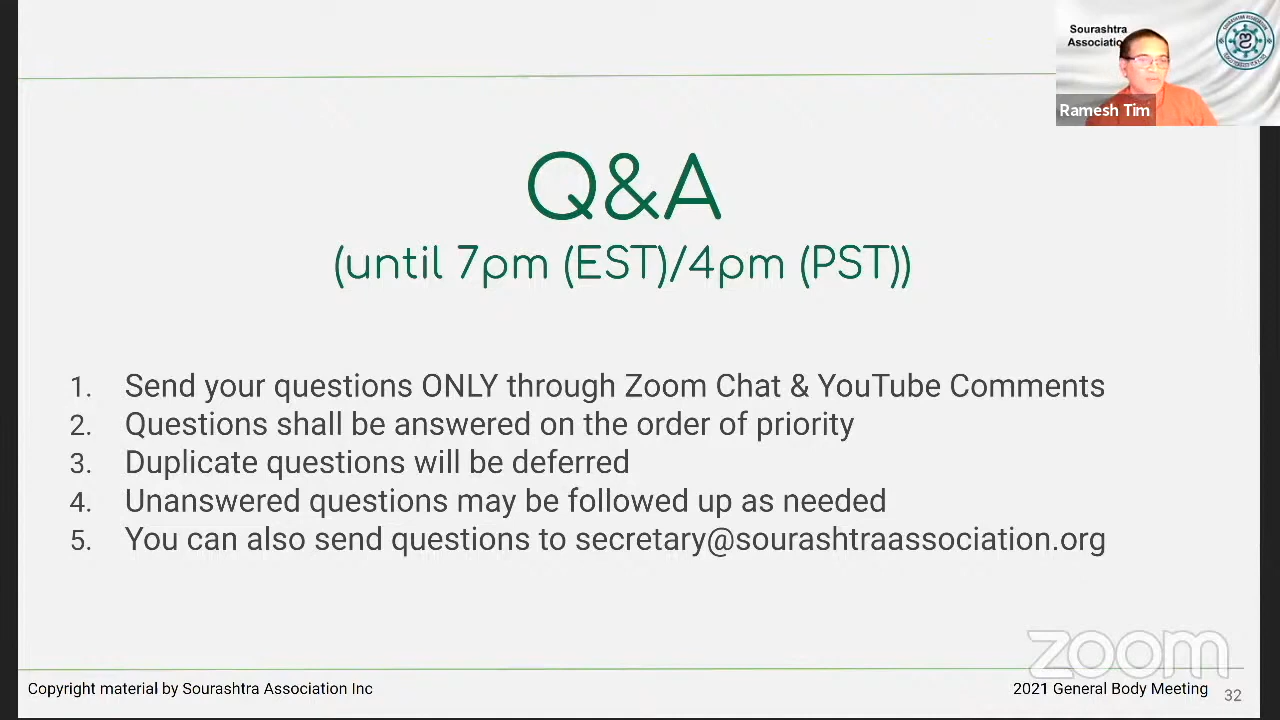 Sourashtra
Association
Ramesh Tim
Q&A
(until 7pm (EST)/4pm (PST))
1. Send your questions ONLY through Zoom Chat & YouTube Comments
2. Questions shall be answered on the order of priority
3. Duplicate questions will be deferred
4. Unanswered questions may be followed up as needed
5. You can also send questions to secretary@sourashtraassociation.org
zoom
Copyright material by Sourashtra Association Inc
2021 General Body Meeting
32